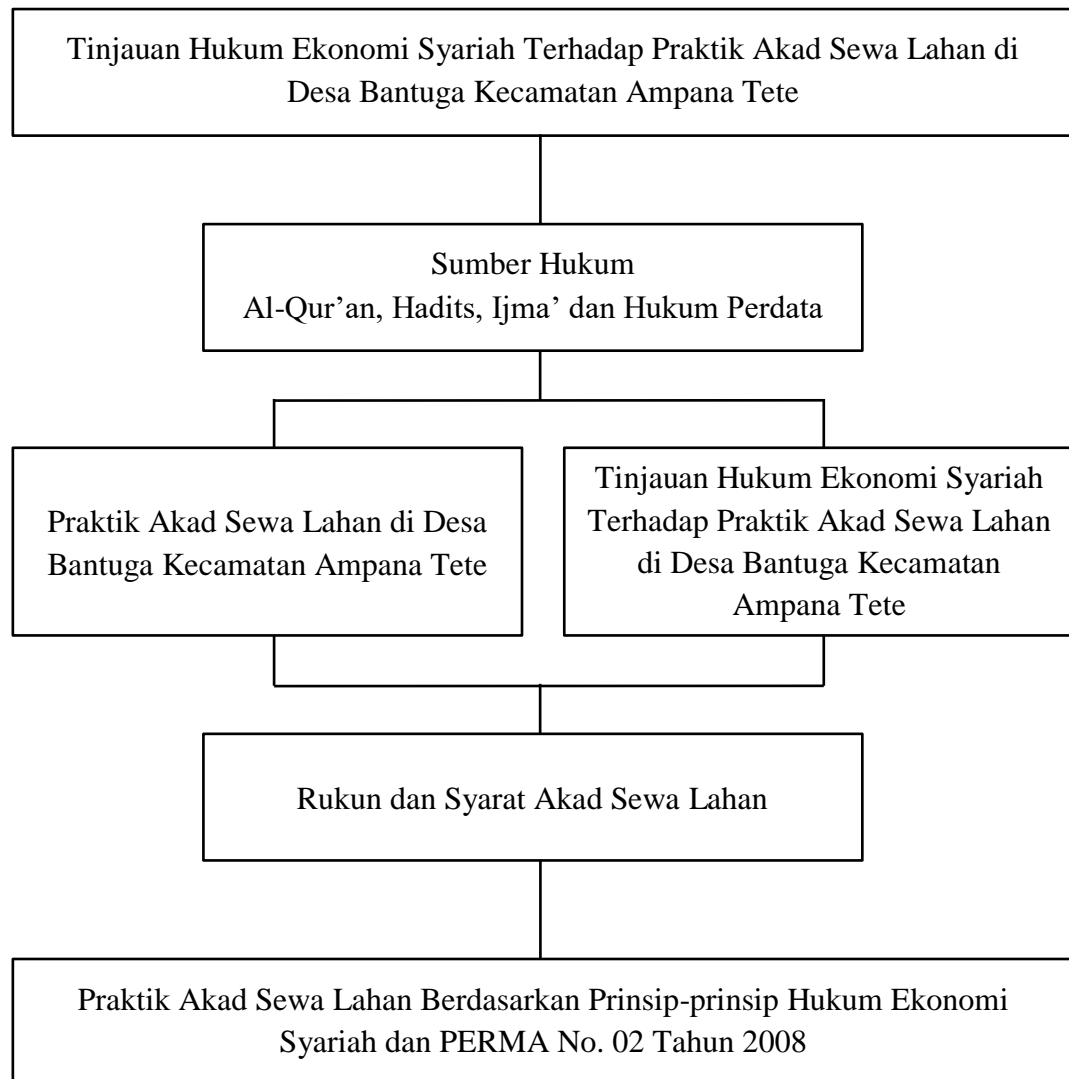 Tinjauan Hukum Ekonomi Syariah Terhadap Praktik Akad Sewa Lahan di
Desa Bantuga Kecamatan Ampana Tete
Sumber Hukum
Al-Qur’an, Hadits, Ijma’ dan Hukum Perdata
Praktik Akad Sewa Lahan di Desa
Bantuga Kecamatan Ampana Tete
Tinjauan Hukum Ekonomi Syariah
Terhadap Praktik Akad Sewa Lahan
di Desa Bantuga Kecamatan
Ampana Tete
Rukun dan Syarat Akad Sewa Lahan
Praktik Akad Sewa Lahan Berdasarkan Prinsip-prinsip Hukum Ekonomi
Syariah dan PERMA No. 02 Tahun 2008